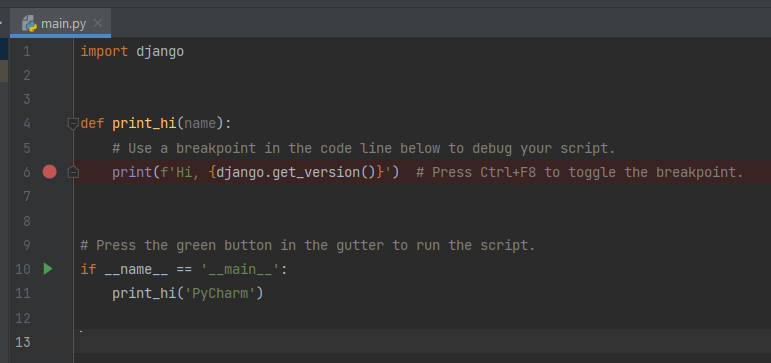 main.py
1 import django
2
3
4 def print_hi(name):
5 # Use a breakpoint in the code line below to debug your script.
6 print(f'Hi, {django.get_version()}') # Press Ctrl+F8 to toggle the breakpoint.
7
8
9 # Press the green button in the gutter to run the script.
10 if __name__ == '__main__':
11 print_hi('PyCharm')
12
13